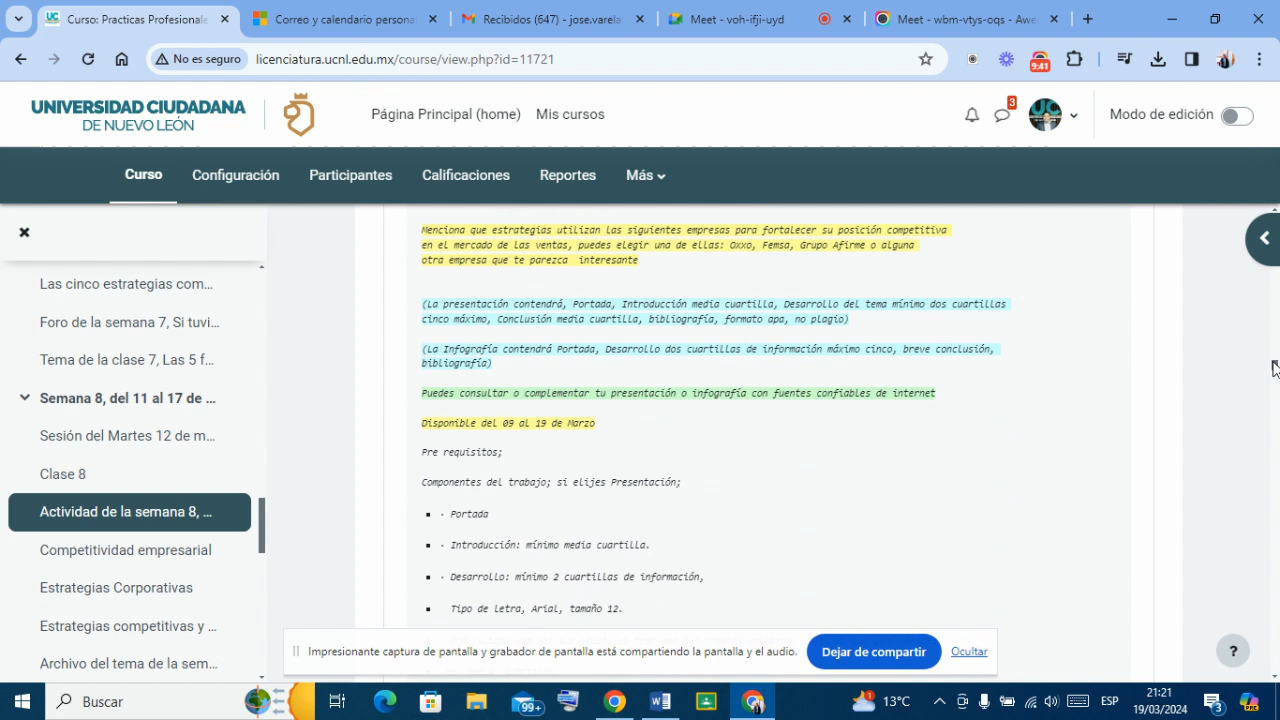 Curso: Practicas Profesionale
Correo y calendario persona
Recibidos (647) - jose.varela
Meet - voh-ifji-uyd
Meet - wbm-vtys-oqs - Awe
No es seguro
licenciatura.ucnl.edu.mx/course/view.php?id=11721
9:41
UNIVERSIDAD CIUDADANA
DE NUEVO LEÓN
Página Principal (home)
Mis cursos
3
UC
Modo de edición
Curso
Configuración
Participantes
Calificaciones
Reportes
Más
Las cinco estrategias com...
Foro de la semana 7, Si tuvi...
Tema de la clase 7, Las 5 f...
Semana 8, del 11 al 17 de ...
Sesión del Martes 12 de m...
Clase 8
Actividad de la semana 8, ...
Competitividad empresarial
Estrategias Corporativas
Estrategias competitivas y ...
Archivo del tema de la sem...
Menciona que estrategias utilizan las siguientes empresas para fortalecer su posición competitiva
en el mercado de las ventas, puedes elegir una de ellas: Oxxo, Femsa, Grupo Afirme o alguna
otra empresa que te parezca interesante
(La presentación contendrá, Portada, Introducción media cuartilla, Desarrollo del tema mínimo dos cuartillas
cinco máximo, Conclusión media cuartilla, bibliografía, formato apa, no plagio)
(La Infografía contendrá Portada, Desarrollo dos cuartillas de información máximo cinco, breve conclusión,
bibliografía)
Puedes consultar o complementar tu presentación o infografía con fuentes confiables de internet
Disponible del 09 al 19 de Marzo
Pre requisitos;
Componentes del trabajo; si elijes Presentación;
· Portada
· Introducción: mínimo media cuartilla.
· Desarrollo: mínimo 2 cuartillas de información,
Tipo de letra, Arial, tamaño 12.
Impresionante captura de pantalla y grabador de pantalla está compartiendo la pantalla y el audio.
Dejar de compartir
Ocultar
?
Buscar
99+
1
13°C
ESP
21:21
19/03/2024
3
PRE